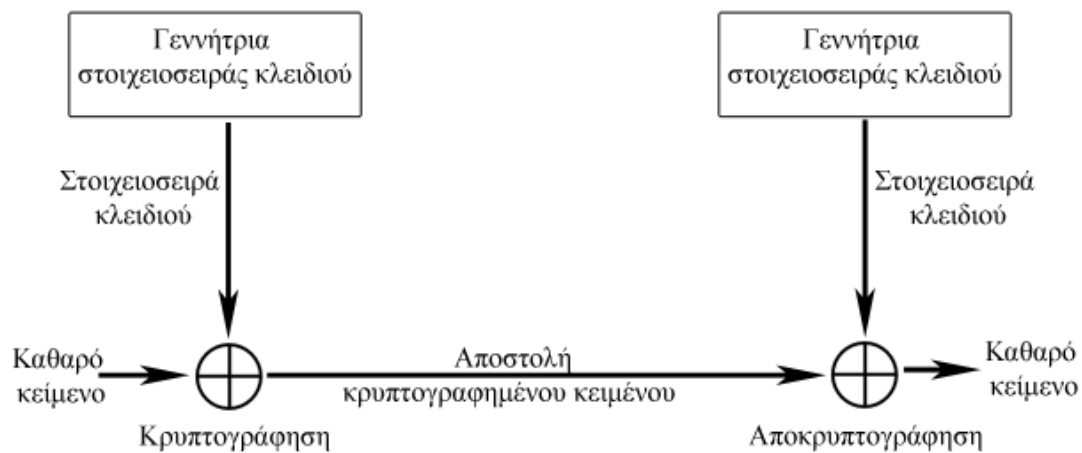 Γεννήτρια
στοιχειοσειράς κλειδιού
Γεννήτρια
στοιχειοσειράς κλειδιού
Στοιχειοσειρά
κλειδιού
Στοιχειοσειρά
κλειδιού
Καθαρό
κείμενο
Αποστολή
κρυπτογραφημένου κειμένου
Καθαρό
κείμενο
Κρυπτογράφηση
Αποκρυπτογράφηση